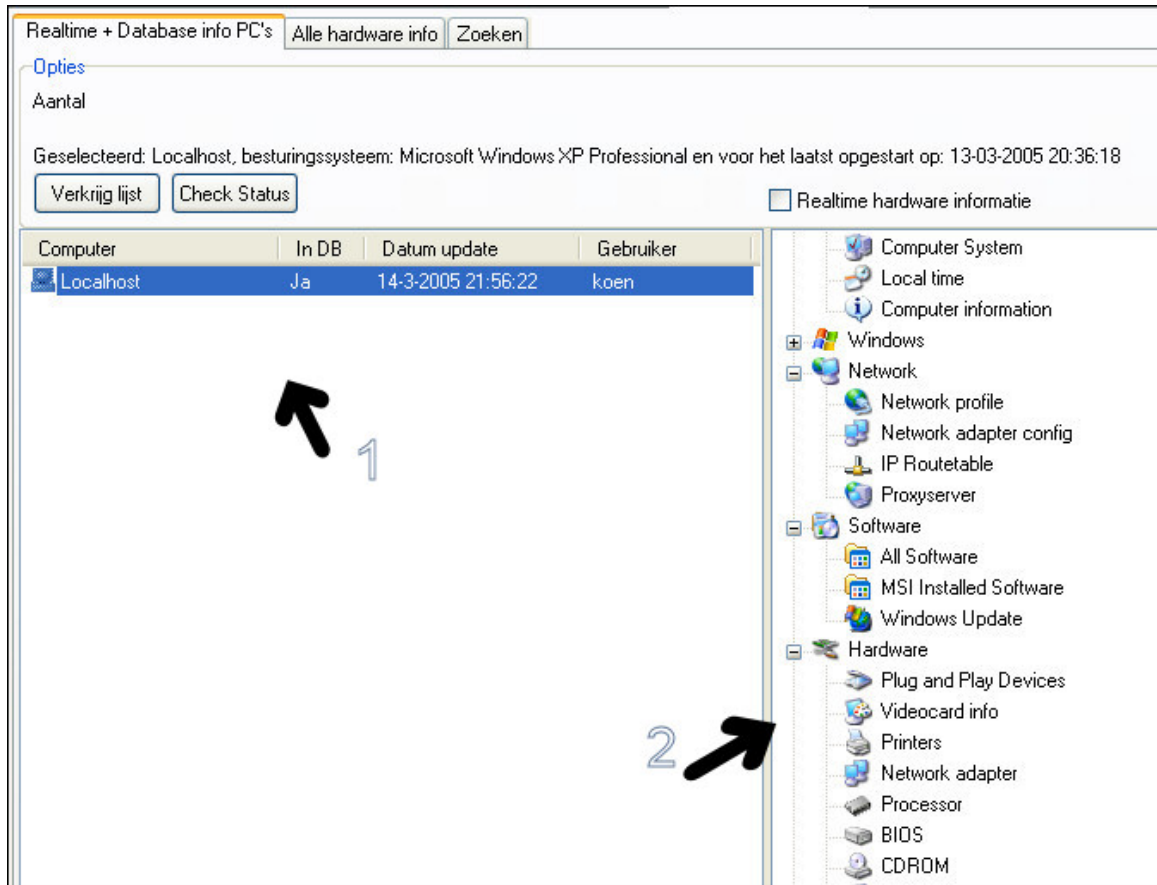 Realtime + Database info PC's Alle hardware info Zoeken
Opties
Aantal
Geselecteerd: Localhost, besturingssysteem: Microsoft Windows XP Professional en voor het laatst opgestart op: 13-03-2005 20:36:18
Verkrijg lijst Check Status
Realtime hardware informatie
Computer In DB Datum update Gebruiker
Localhost Ja 14-3-2005 21:56:22 koen
1
2
Computer System
Local time
Computer information
Windows
Network
Network profile
Network adapter config
IP Routetable
Proxyserver
Software
All Software
MSI Installed Software
Windows Update
Hardware
Plug and Play Devices
Videocard info
Printers
Network adapter
Processor
BIOS
CDROM